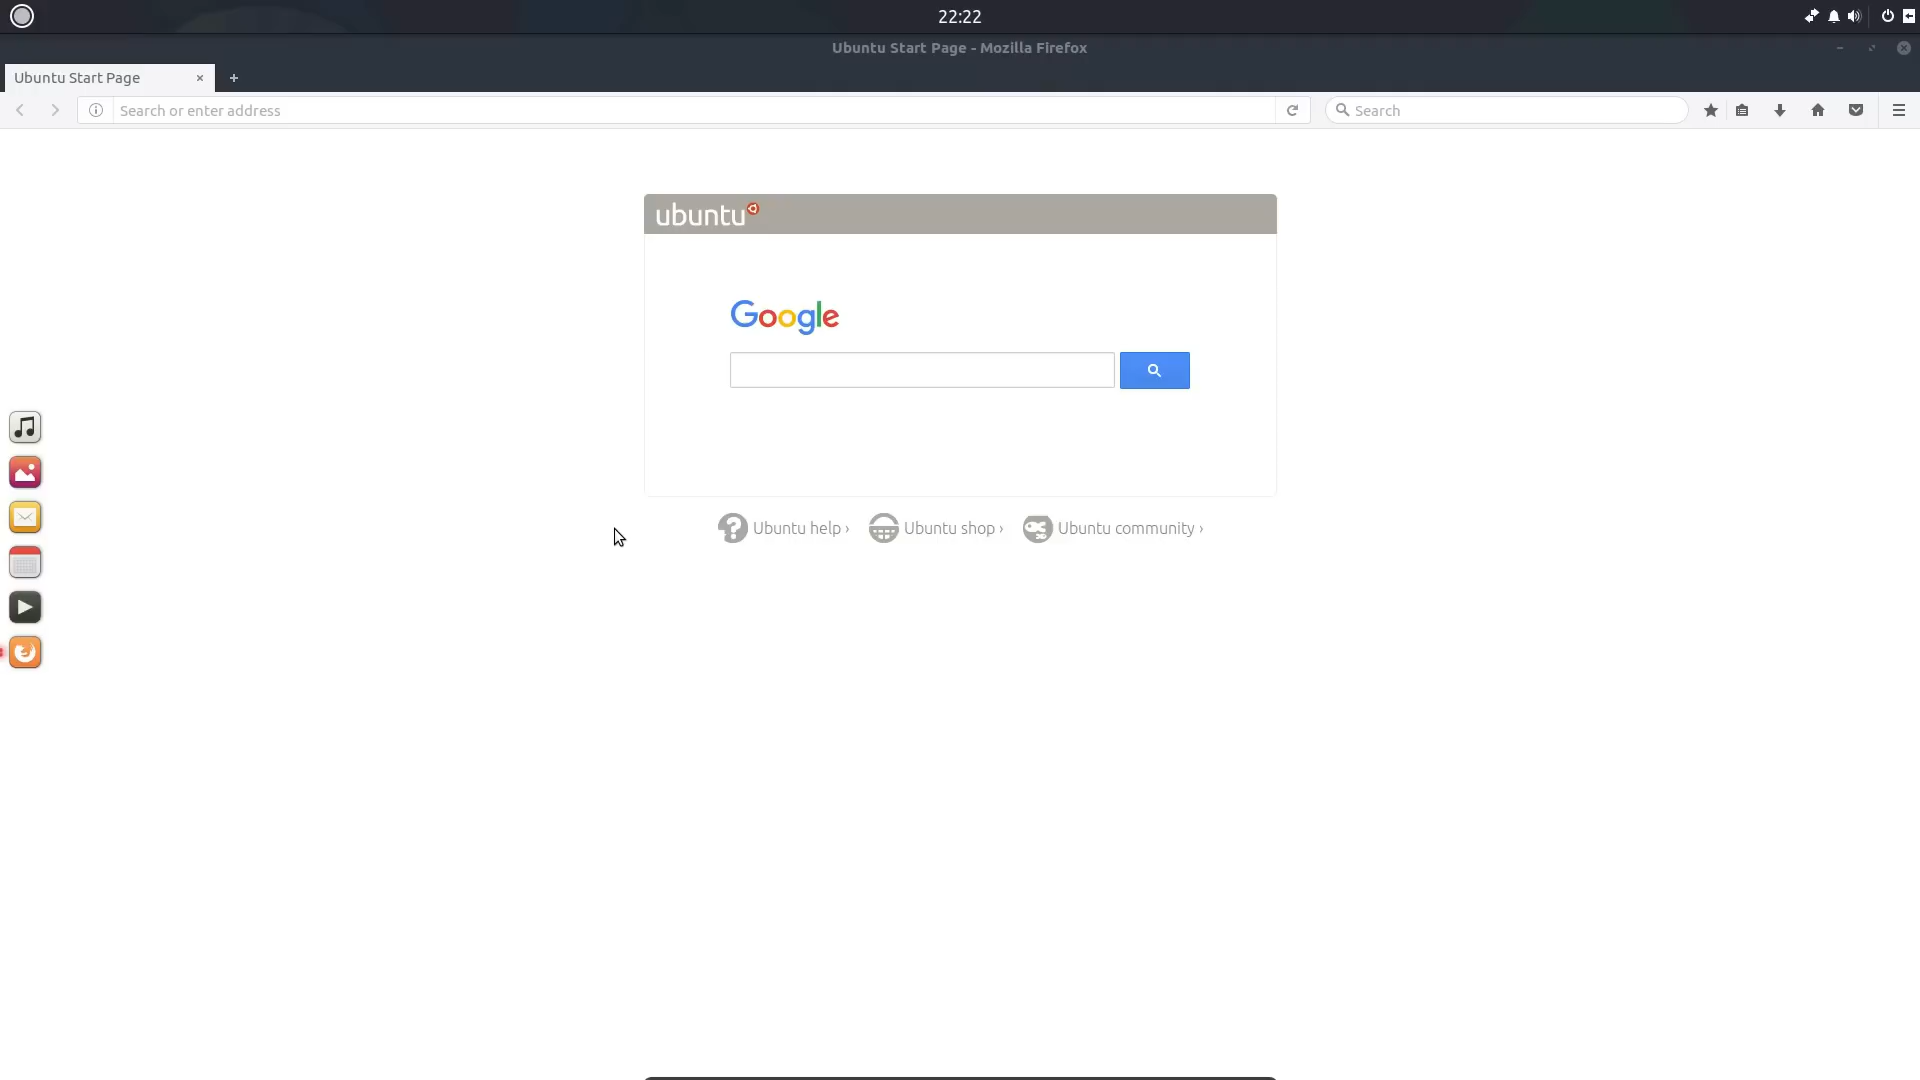 22:22
Ubuntu Start Page - Mozilla Firefox
Ubuntu Start Page
Search or enter address
Search
ubuntu
Google
Ubuntu help ›
Ubuntu shop ›
Ubuntu community ›